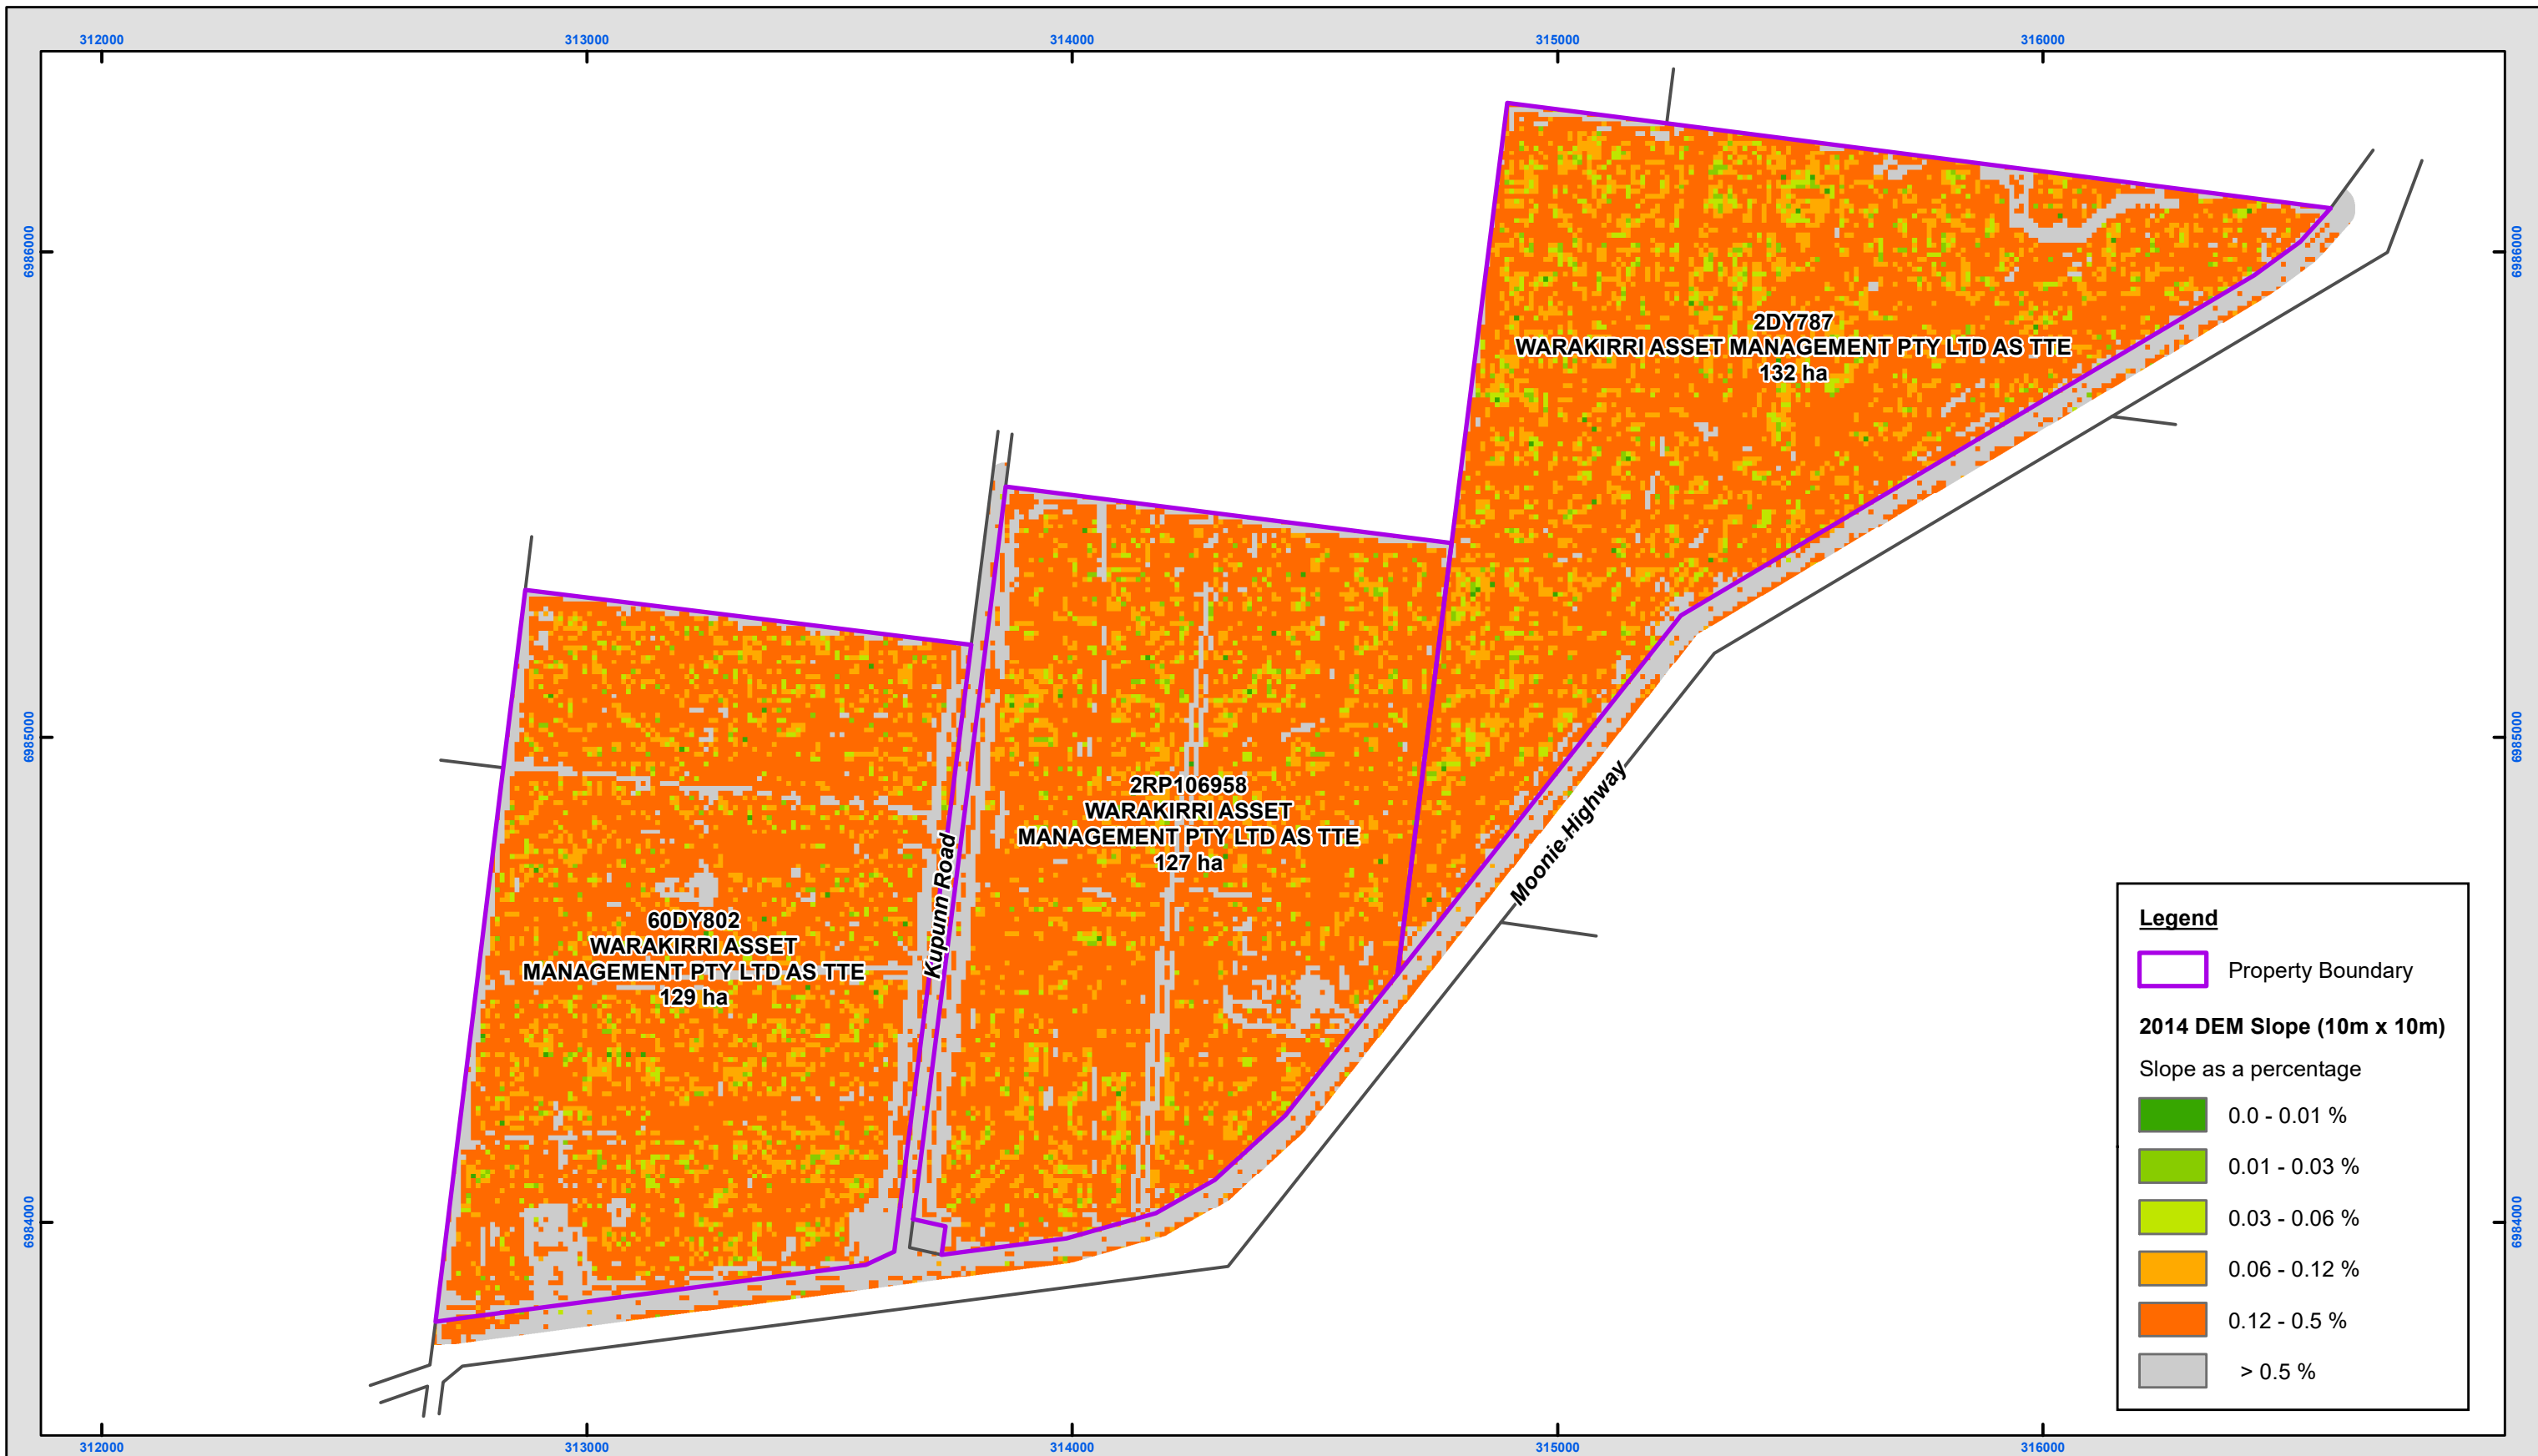 312000
313000
314000
315000
316000
6986000
6986000
2DY787
WARAKIRRI ASSET MANAGEMENT PTY LTD AS TTE
132 ha
6985000
6985000
2RP106958
WARAKIRRI ASSET
MANAGEMENT PTY LTD AS TTE
127 ha
Moonie Highway
Kupunn Road
60DY802
WARAKIRRI ASSET
MANAGEMENT PTY LTD AS TTE
129 ha
6984000
6984000
Legend
Property Boundary
2014 DEM Slope (10m x 10m)
Slope as a percentage
0.0 - 0.01 %
0.01 - 0.03 %
0.03 - 0.06 %
0.06 - 0.12 %
0.12 - 0.5 %
> 0.5 %
312000
313000
314000
315000
316000